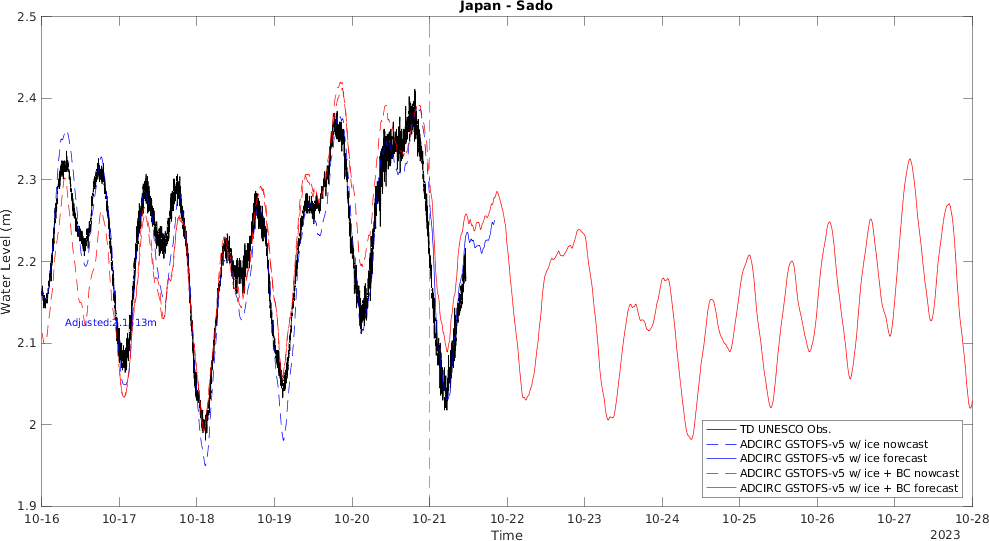 Japan - Sado
2.5
2.4
2.3
2.2
2.1
2
1.9
Water Level (m)
10-16
10-17
10-18
10-19
10-20
10-21
10-22
10-23
10-24
10-25
10-26
10-27
10-28
Time
2023
TD UNESCO Obs.
ADCIRC GSTOFS-v5 w/ ice nowcast
ADCIRC GSTOFS-v5 w/ ice forecast
ADCIRC GSTOFS-v5 w/ ice + BC nowcast
ADCIRC GSTOFS-v5 w/ ice + BC forecast